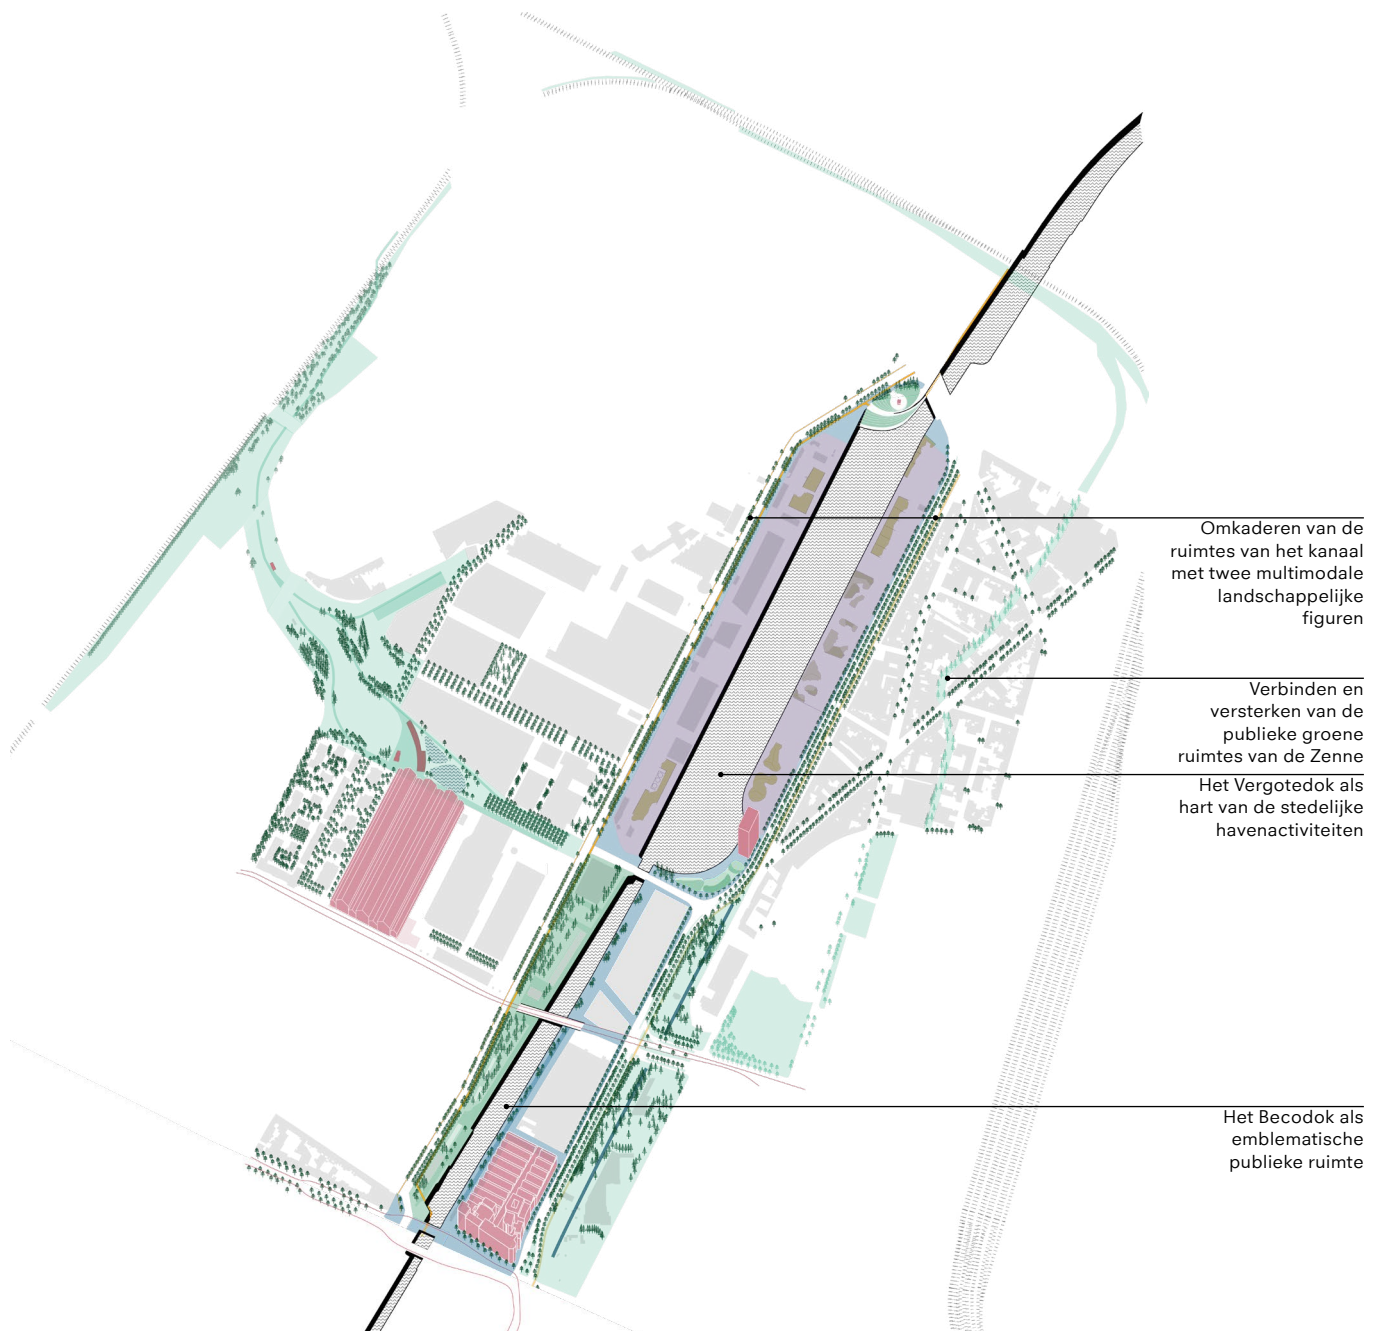 Omkaderen van de
ruimtes van het kanaal
met twee multimodale
landschappelijke
figuren
Verbinden en
versterken van de
publieke groene
ruimtes van de Zenne
Het Vergotedok als
hart van de stedelijke
havenactiviteiten
Het Becodok als
emblematische
publieke ruimte